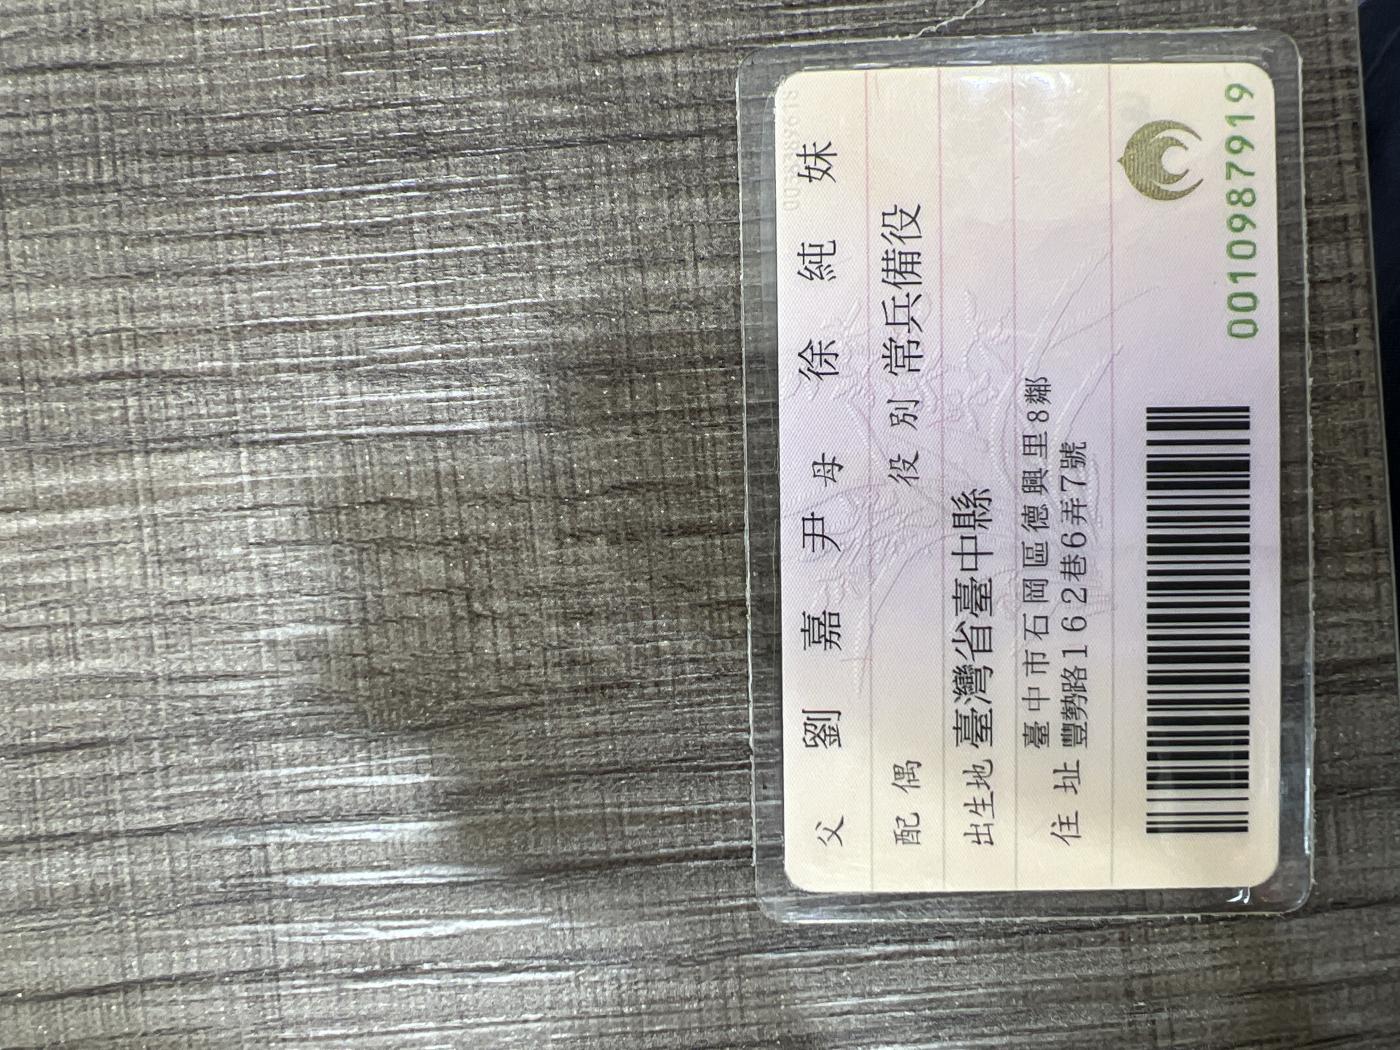 父 劉 嘉 尹 母 徐 純 妹
配偶 役別 常兵備役
出生地 臺灣省臺中縣
臺中市石岡區德興里8鄰
住址 豐勢路162巷6弄7號
0010987919